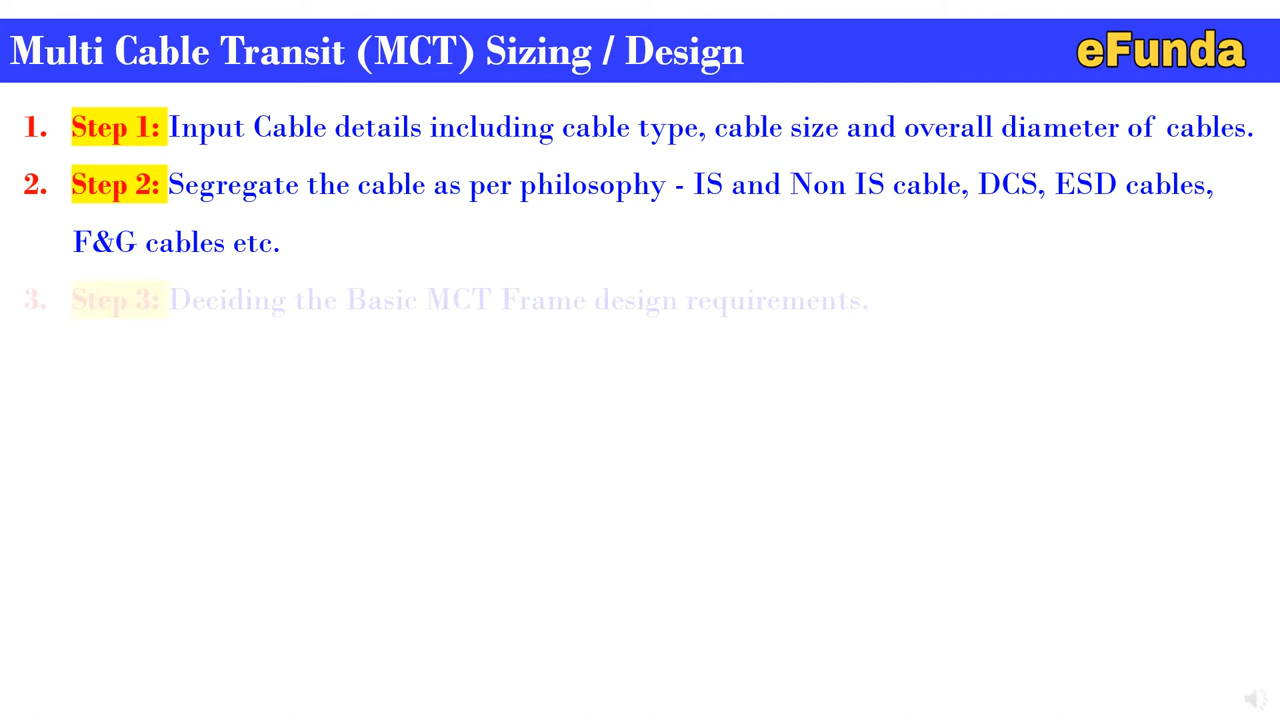 Multi Cable Transit (MCT) Sizing / Design
eFunda
1. Step 1: Input Cable details including cable type, cable size and overall diameter of cables.
2. Step 2: Segregate the cable as per philosophy - IS and Non IS cable, DCS, ESD cables,
F&G cables etc.
3. Step 3: Deciding the Basic MCT Frame design requirements.